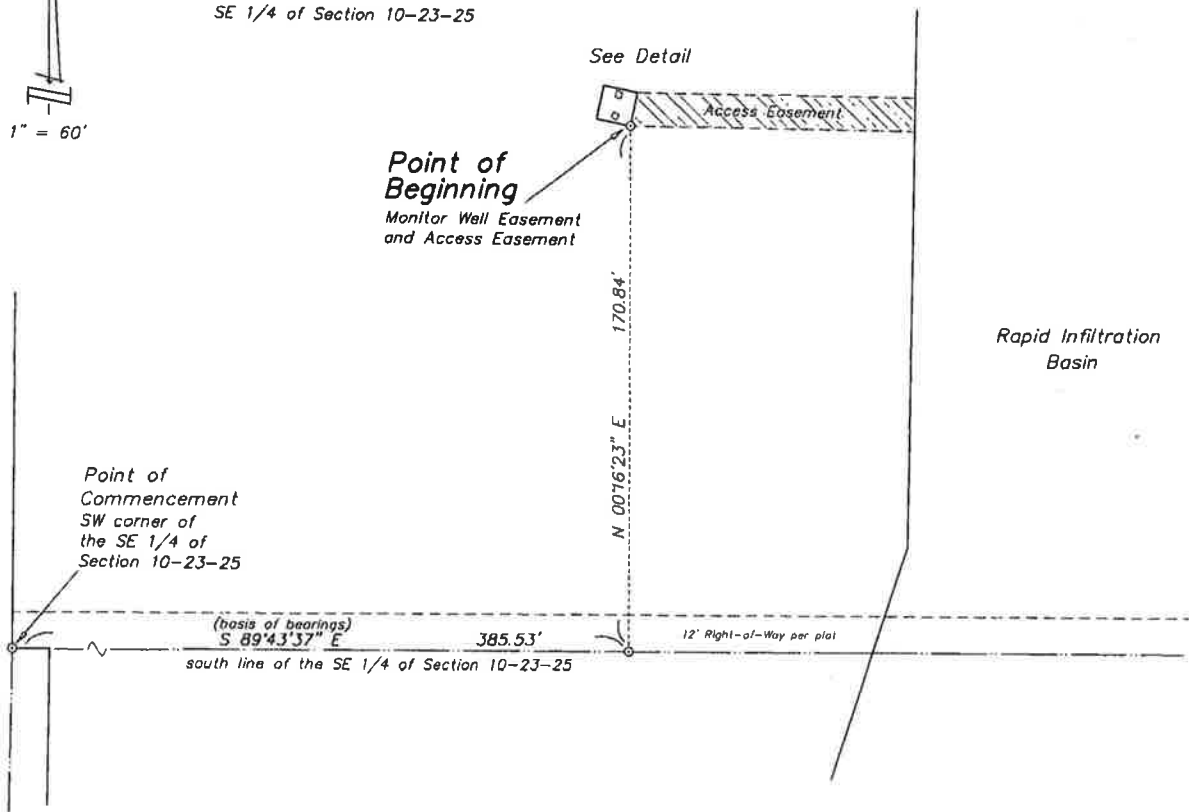 SE 1/4 of Section 10-23-25
1" = 60'
See Detail
Access Easement
Point of
Beginning
Monitor Well Easement
and Access Easement
170.84'
N 00°16'23" E
Rapid Infiltration
Basin
Point of
Commencement
SW corner of
the SE 1/4 of
Section 10-23-25
(basis of bearings)
S 89°43'37" E
385.53'
12' Right-of-Way per plat
south line of the SE 1/4 of Section 10-23-25